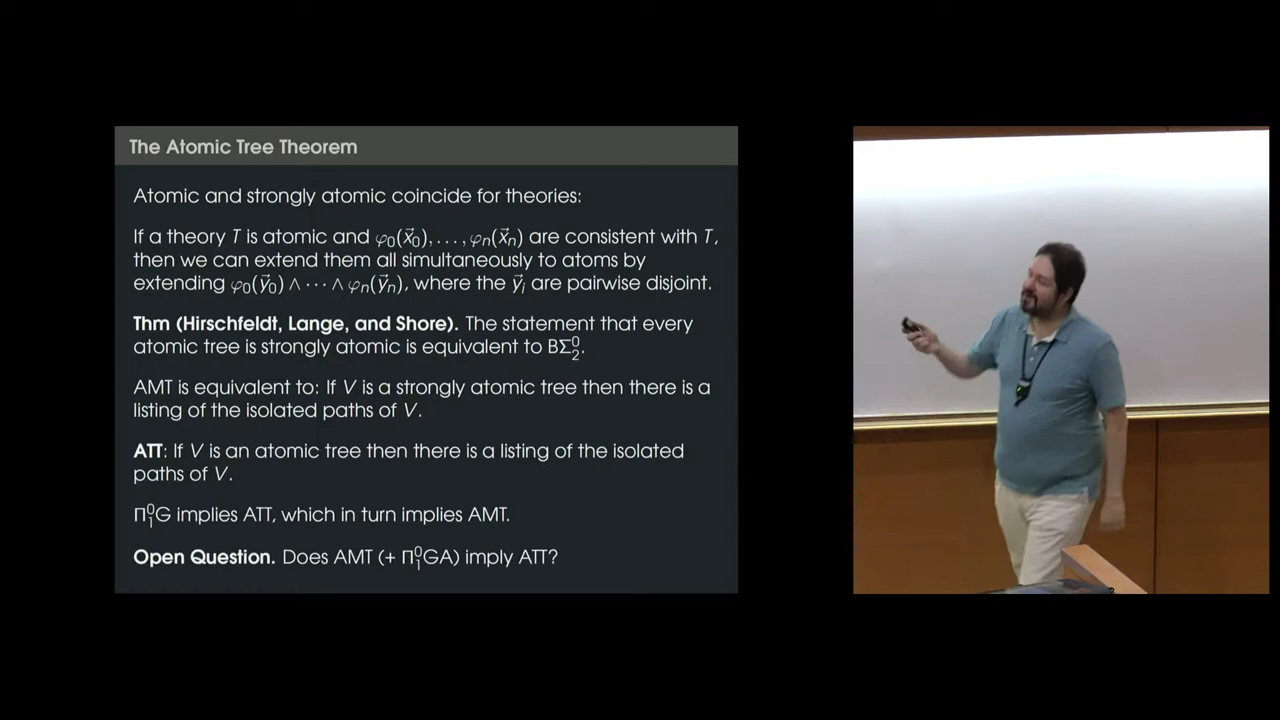 The Atomic Tree Theorem
Atomic and strongly atomic coincide for theories:
If a theory T is atomic and φ₀(x⃗₀), . . . , φₙ(x⃗ₙ) are consistent with T,
then we can extend them all simultaneously to atoms by
extending φ₀(y⃗₀) ∧ ··· ∧ φₙ(y⃗ₙ), where the y⃗ᵢ are pairwise disjoint.
Thm (Hirschfeldt, Lange, and Shore). The statement that every
atomic tree is strongly atomic is equivalent to BΣ⁰₂.
AMT is equivalent to: If V is a strongly atomic tree then there is a
listing of the isolated paths of V.
ATT: If V is an atomic tree then there is a listing of the isolated
paths of V.
Π⁰₁G implies ATT, which in turn implies AMT.
Open Question. Does AMT (+ Π⁰₁GA) imply ATT?